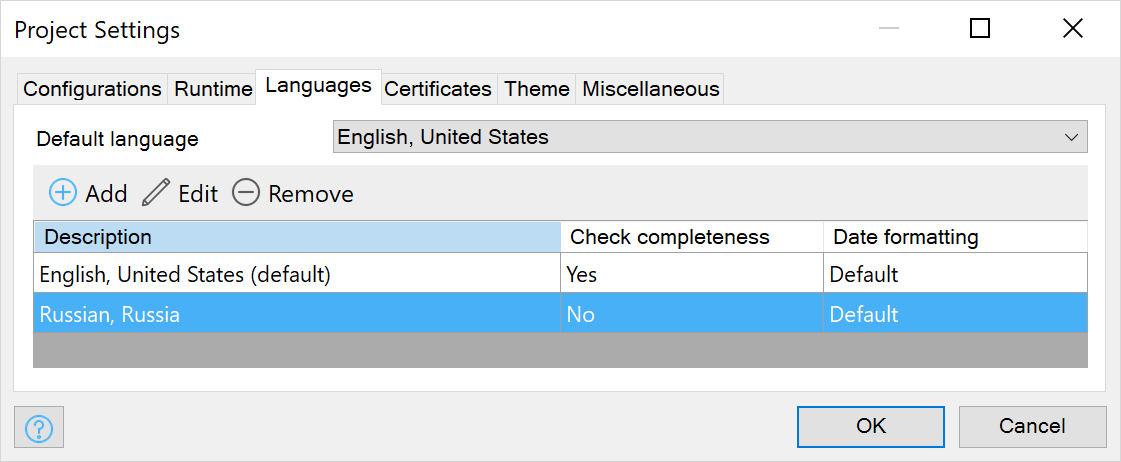 Project Settings
Configurations Runtime Languages Certificates Theme Miscellaneous
Default language English, United States
Add Edit Remove
Description Check completeness Date formatting
English, United States (default) Yes Default
Russian, Russia No Default
? OK Cancel